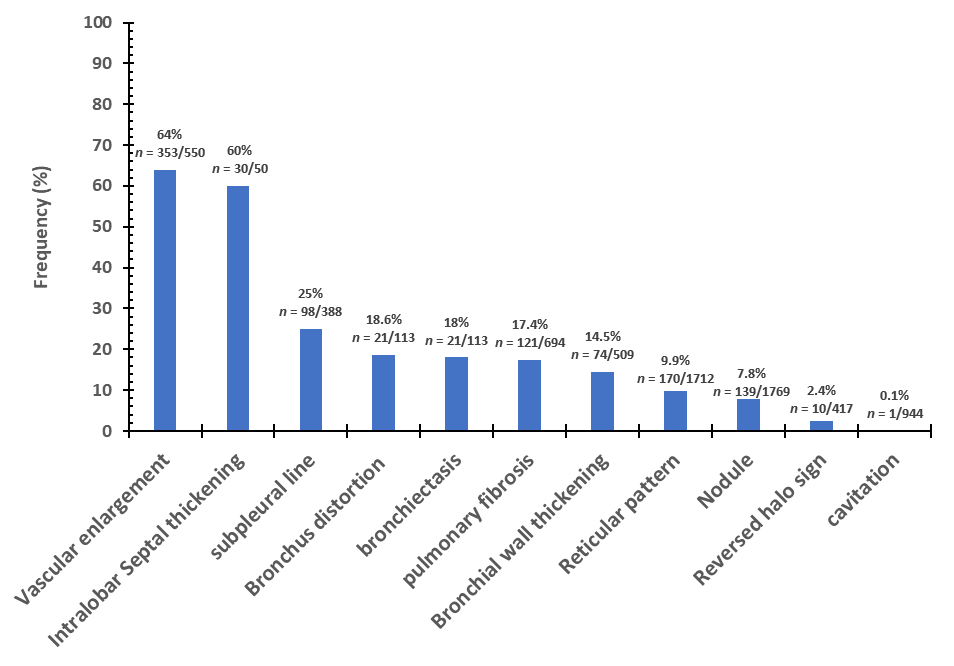 Frequency (%)
100
90
80
70
60
50
40
30
20
10
0
64%
n = 353/550
60%
n = 30/50
25%
n = 98/388
18.6%
n = 21/113
18%
n = 21/113
17.4%
n = 121/694
14.5%
n = 74/509
9.9%
n = 170/1712
7.8%
n = 139/1769
2.4%
n = 10/417
0.1%
n = 1/944
Vascular enlargement
Intralobar Septal thickening
subpleural line
Bronchus distortion
bronchiectasis
pulmonary fibrosis
Bronchial wall thickening
Reticular pattern
Nodule
Reversed halo sign
cavitation